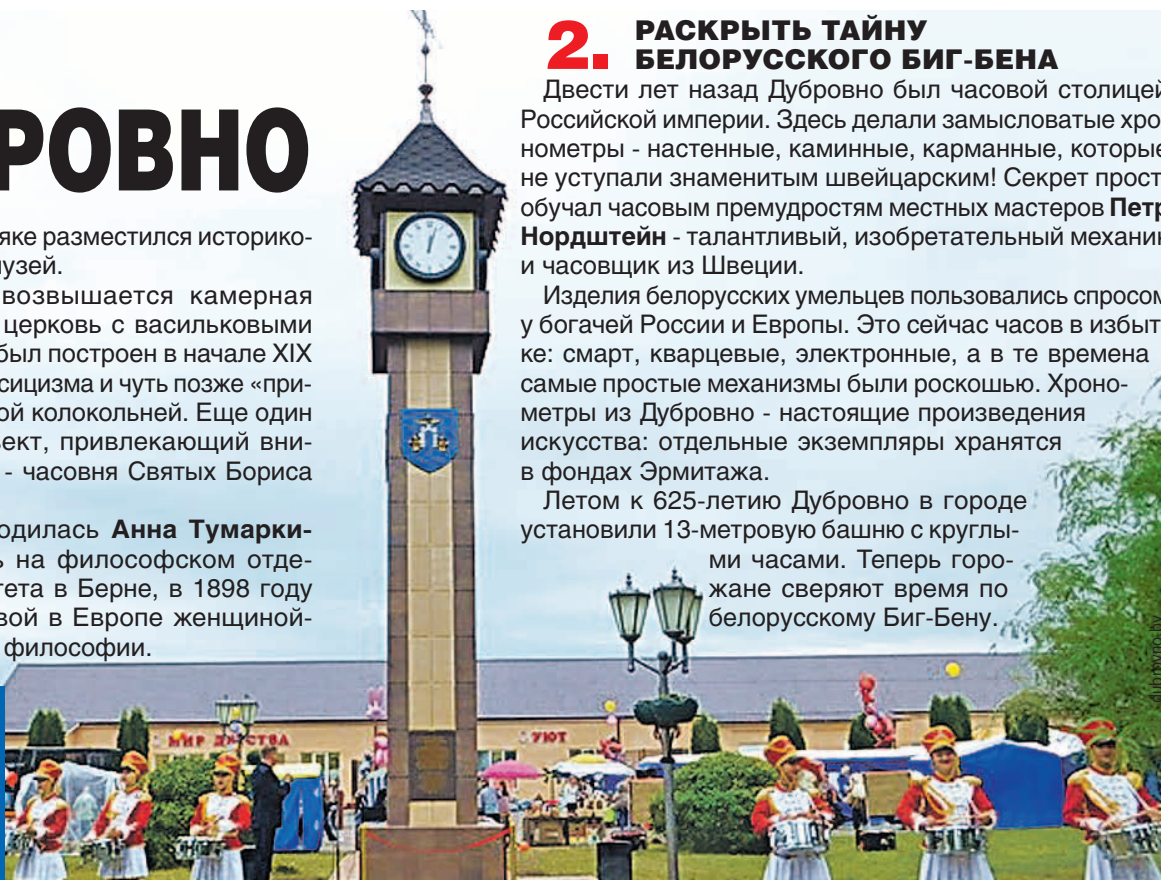 РОВНО
яке разместился историко-
узей.
возвышается камерная
церковь с васильковыми
был построен в начале XIX
сицизма и чуть позже «при-
ой колокольней. Еще один
ект, привлекающий вни-
- часовня Святых Бориса
одилась Анна Тумарки-
ь на философском отде-
тета в Берне, в 1898 году
вой в Европе женщиной-
философии.
2. РАСКРЫТЬ ТАЙНУ
БЕЛОРУССКОГО БИГ-БЕНА
Двести лет назад Дубровно был часовой столицей
Российской империи. Здесь делали замысловатые хро-
нометры - настенные, каминные, карманные, которые
не уступали знаменитым швейцарским! Секрет прост
обучал часовым премудростям местных мастеров Петр
Нордштейн - талантливый, изобретательный механик
и часовщик из Швеции.
Изделия белорусских умельцев пользовались спросом
у богачей России и Европы. Это сейчас часов в избыт-
ке: смарт, кварцевые, электронные, а в те времена
самые простые механизмы были роскошью. Хроно-
метры из Дубровно - настоящие произведения
искусства: отдельные экземпляры хранятся
в фондах Эрмитажа.
Летом к 625-летию Дубровно в городе
установили 13-метровую башню с круглы-
ми часами. Теперь горо-
жане сверяют время по
белорусскому Биг-Бену.
МИР ДЕТСТВА
УЮТ